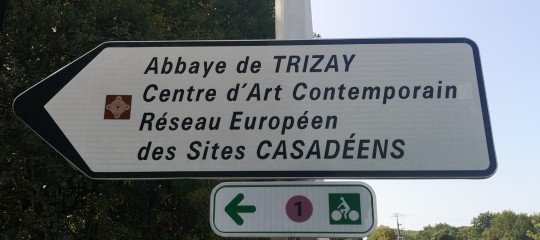 Abbaye de TRIZAY
Centre d'Art Contemporain
Réseau Européen
des Sites CASADÉENS
1